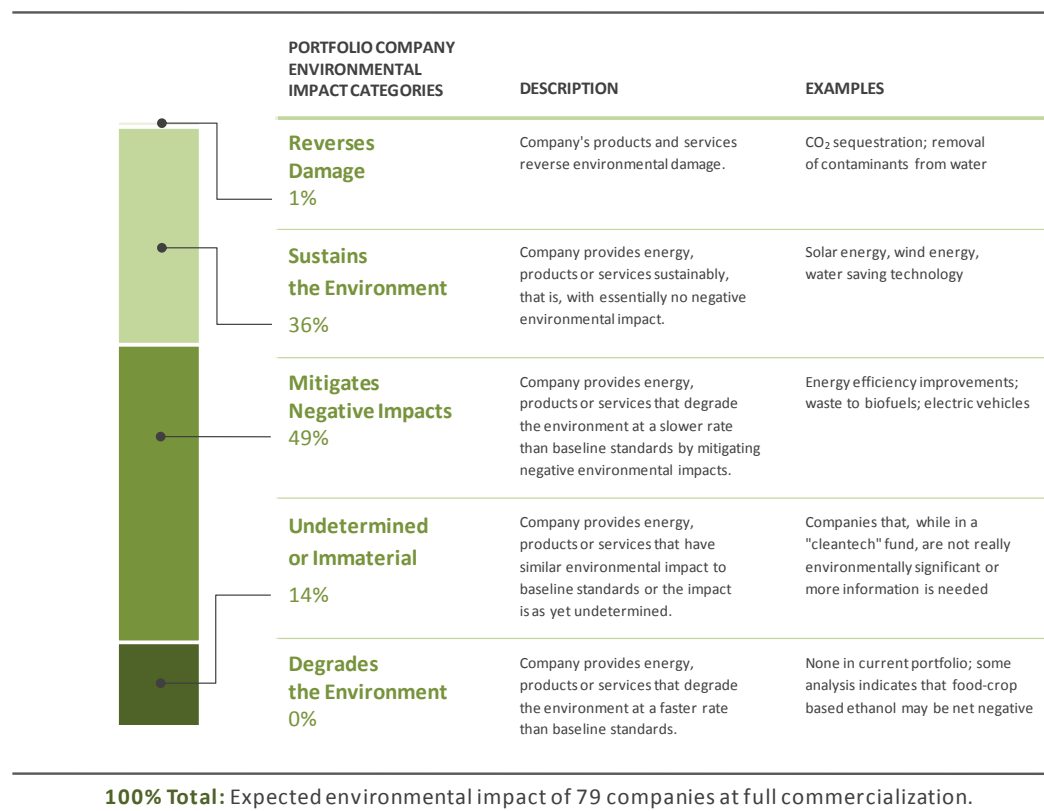 PORTFOLIO COMPANY
ENVIRONMENTAL
IMPACT CATEGORIES
DESCRIPTION
EXAMPLES
Reverses
Damage
1%
Company's products and services
reverse environmental damage.
CO₂ sequestration; removal
of contaminants from water
Sustains
the Environment
36%
Company provides energy,
products or services sustainably,
that is, with essentially no negative
environmental impact.
Solar energy, wind energy,
water saving technology
Mitigates
Negative Impacts
49%
Company provides energy,
products or services that degrade
the environment at a slower rate
than baseline standards by mitigating
negative environmental impacts.
Energy efficiency improvements;
waste to biofuels; electric vehicles
Undetermined
or Immaterial
14%
Company provides energy,
products or services that have
similar environmental impact to
baseline standards or the impact
is as yet undetermined.
Companies that, while in a
"cleantech" fund, are not really
environmentally significant or
more information is needed
Degrades
the Environment
0%
Company provides energy,
products or services that degrade
the environment at a faster rate
than baseline standards.
None in current portfolio; some
analysis indicates that food-crop
based ethanol may be net negative
100% Total: Expected environmental impact of 79 companies at full commercialization.